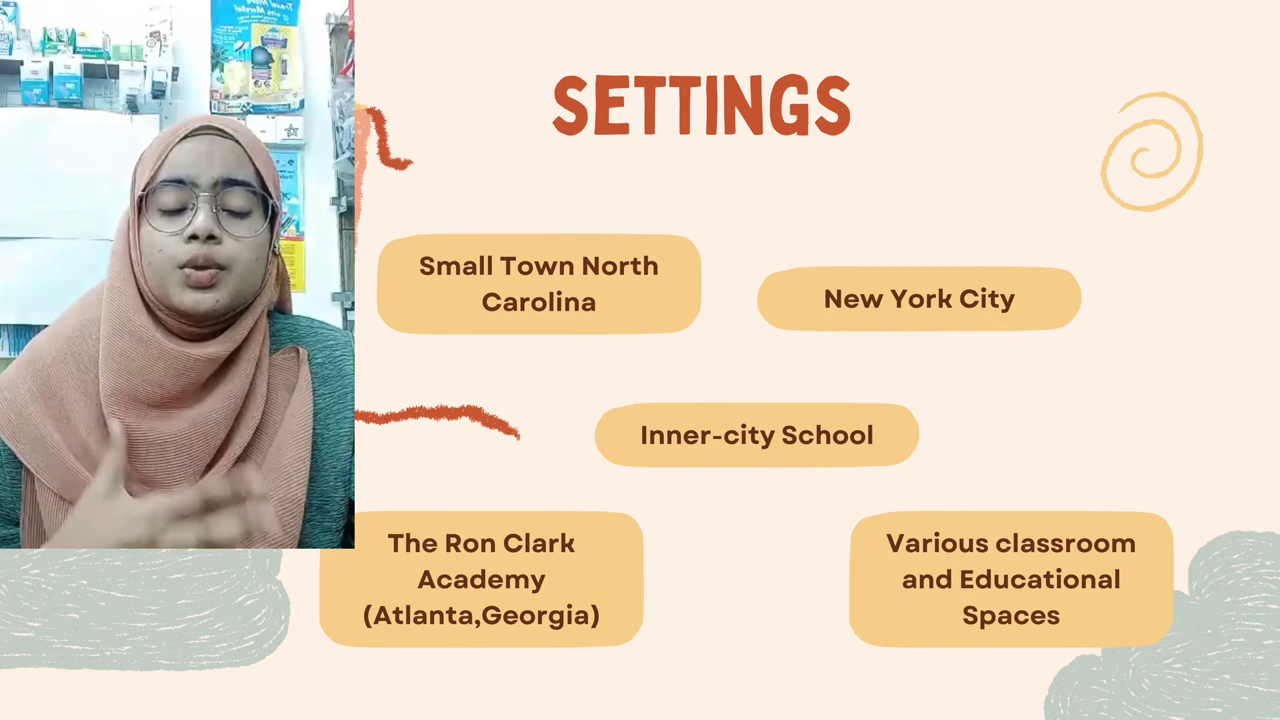 SETTINGS
Small Town North
Carolina
New York City
Inner-city School
The Ron Clark
Academy
(Atlanta,Georgia)
Various classroom
and Educational
Spaces